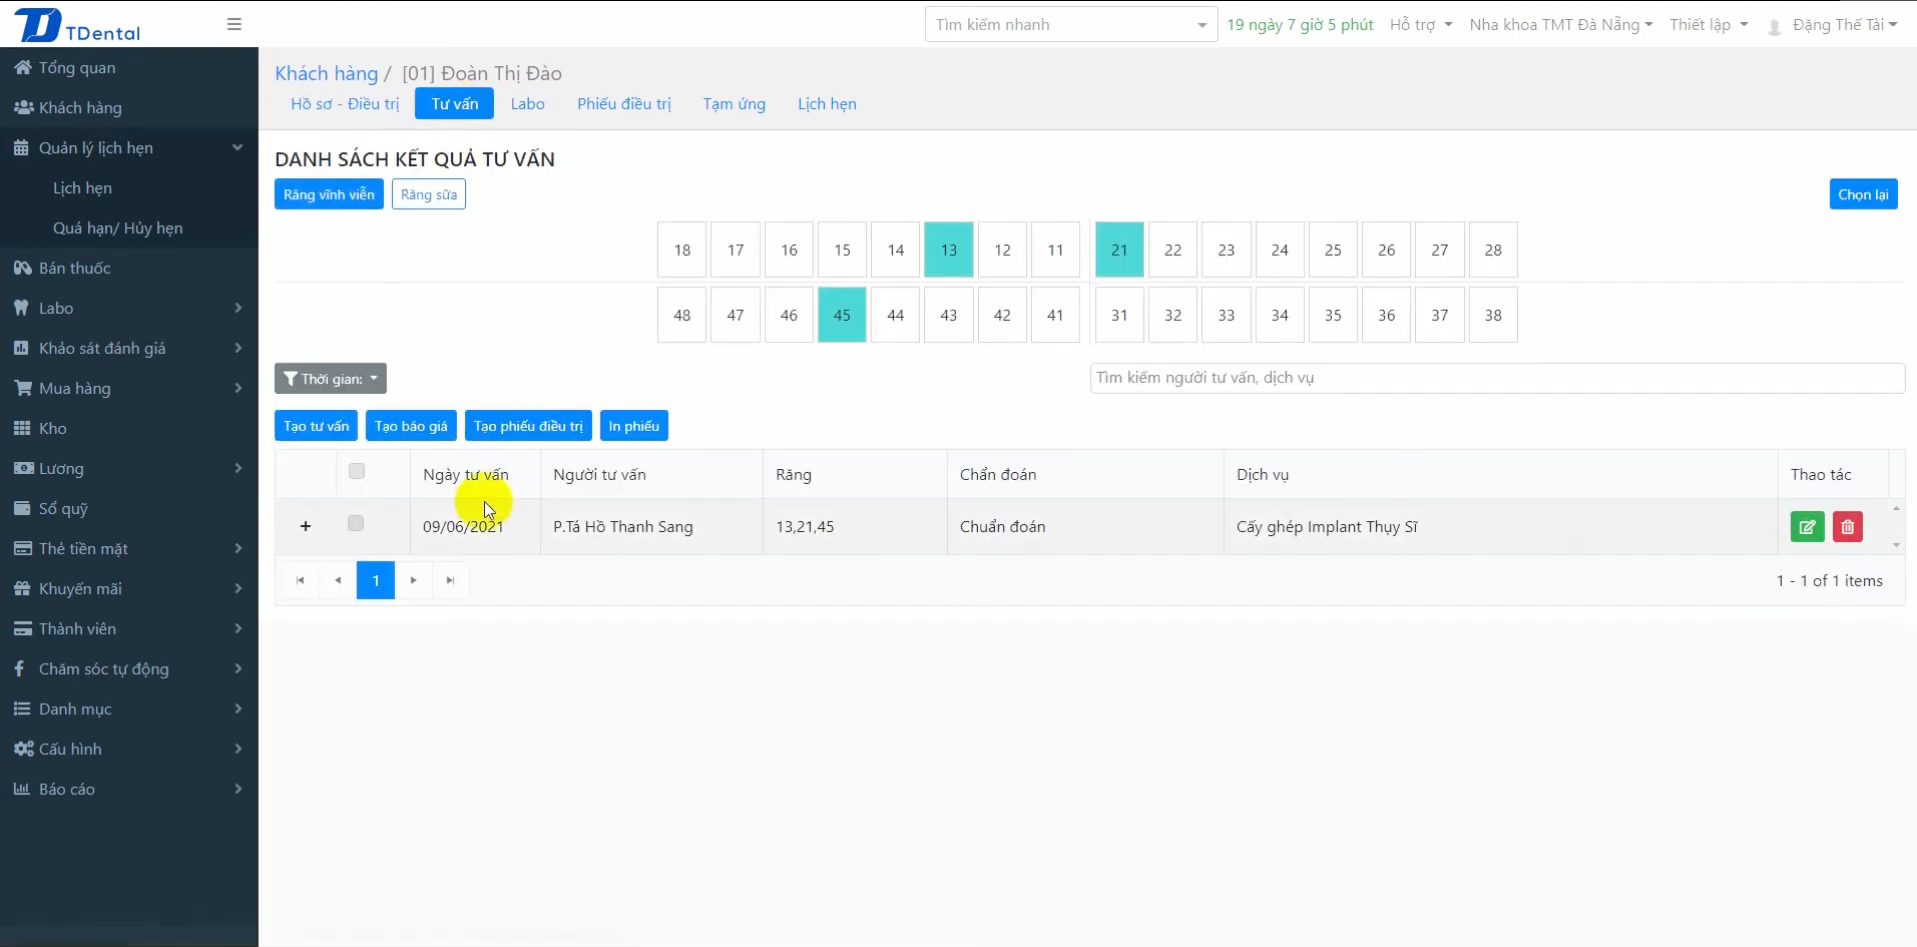 TDental
Tìm kiếm nhanh
19 ngày 7 giờ 5 phút
Hỗ trợ
Nha khoa TMT Đà Nẵng
Thiết lập
Đặng Thế Tài
Tổng quan
Khách hàng
Quản lý lịch hẹn
Lịch hẹn
Quá hạn/ Hủy hẹn
Bán thuốc
Labo
Khảo sát đánh giá
Mua hàng
Kho
Lương
Sổ quỹ
Thẻ tiền mặt
Khuyến mãi
Thành viên
Chăm sóc tự động
Danh mục
Cấu hình
Báo cáo
Khách hàng / [01] Đoàn Thị Đào
Hồ sơ - Điều trị Tư vấn Labo Phiếu điều trị Tạm ứng Lịch hẹn
DANH SÁCH KẾT QUẢ TƯ VẤN
Răng vĩnh viễn Răng sữa Chọn lại
18 17 16 15 14 13 12 11 21 22 23 24 25 26 27 28
48 47 46 45 44 43 42 41 31 32 33 34 35 36 37 38
Thời gian: Tìm kiếm người tư vấn, dịch vụ
Tạo tư vấn Tạo báo giá Tạo phiếu điều trị In phiếu
Ngày tư vấn Người tư vấn Răng Chẩn đoán Dịch vụ Thao tác
+ 09/06/2021 P.Tá Hồ Thanh Sang 13,21,45 Chuẩn đoán Cấy ghép Implant Thụy Sĩ
1 1 - 1 of 1 items